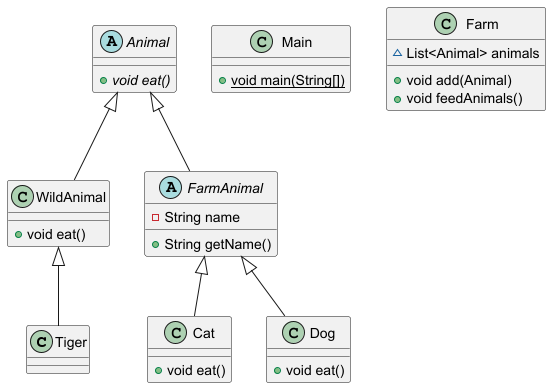 A Animal
void eat()
C Main
void main(String[])
C Farm
~ List<Animal> animals
void add(Animal)
void feedAnimals()
C WildAnimal
void eat()
A FarmAnimal
String name
String getName()
C Tiger
C Cat
void eat()
C Dog
void eat()